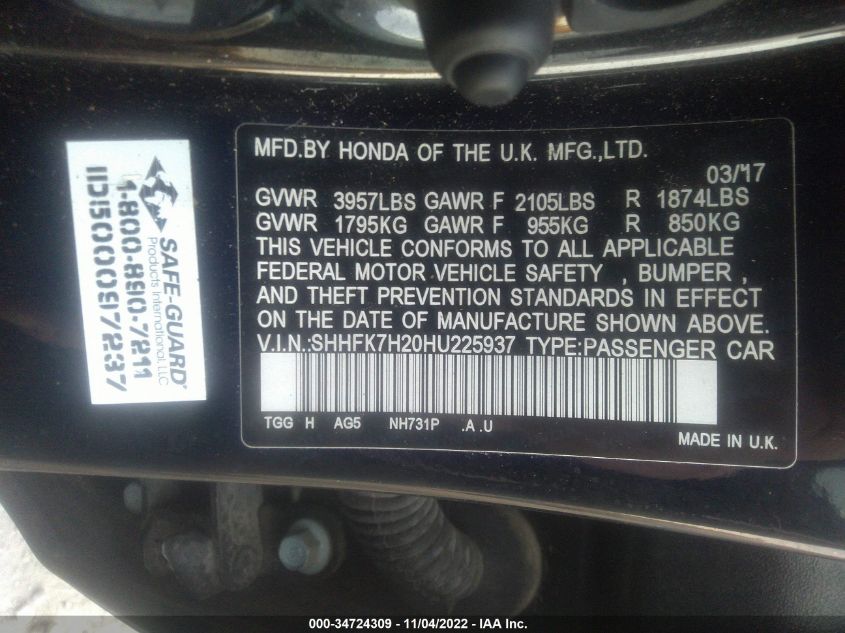 MFD.BY HONDA OF THE U.K. MFG.,LTD.
03/17
GVWR 3957LBS GAWR F 2105LBS R 1874LBS
GVWR 1795KG GAWR F 955KG R 850KG
THIS VEHICLE CONFORMS TO ALL APPLICABLE
FEDERAL MOTOR VEHICLE SAFETY , BUMPER ,
AND THEFT PREVENTION STANDARDS IN EFFECT
ON THE DATE OF MANUFACTURE SHOWN ABOVE.
V.I.N.:SHHFK7H20HU225937 TYPE:PASSENGER CAR
TGG H AG5 NH731P .A .U
MADE IN U.K.
SAFE-GUARD®
Products International, LLC
1-800-890-7211
11D15000097237
000-34724309 - 11/04/2022 - IAA Inc.